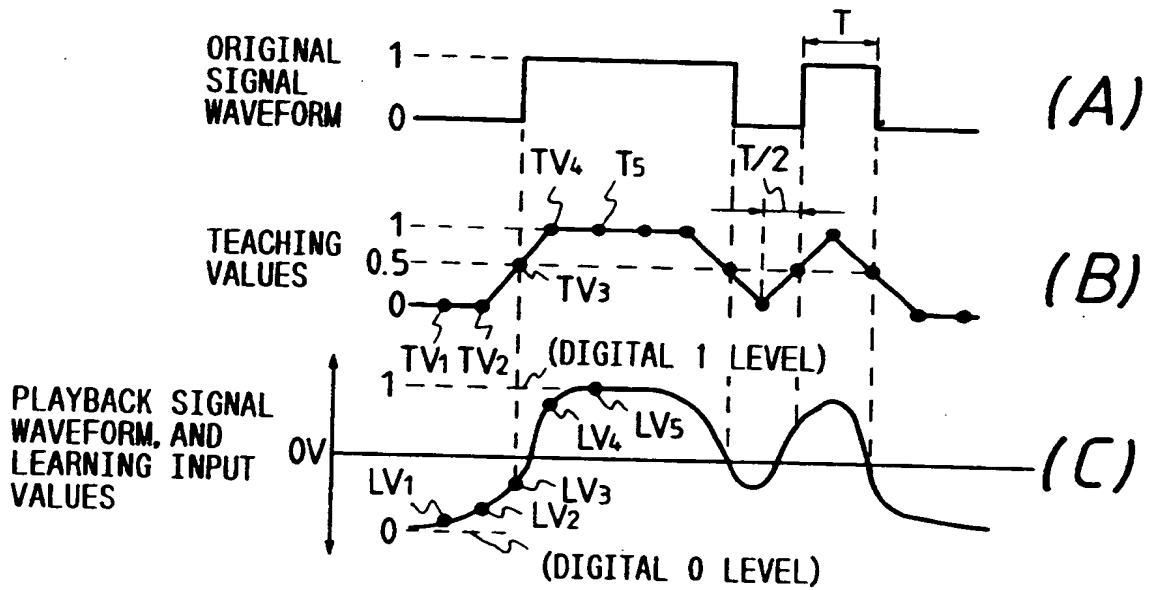 T
ORIGINAL
SIGNAL
WAVEFORM
1
0
(A)
TV4
T5
T/2
TEACHING
VALUES
1
0.5
0
TV3
(B)
TV1 TV2
(DIGITAL 1 LEVEL)
PLAYBACK SIGNAL
WAVEFORM, AND
LEARNING INPUT
VALUES
1
0V
LV4
LV5
(C)
LV1
LV3
LV2
0
(DIGITAL 0 LEVEL)